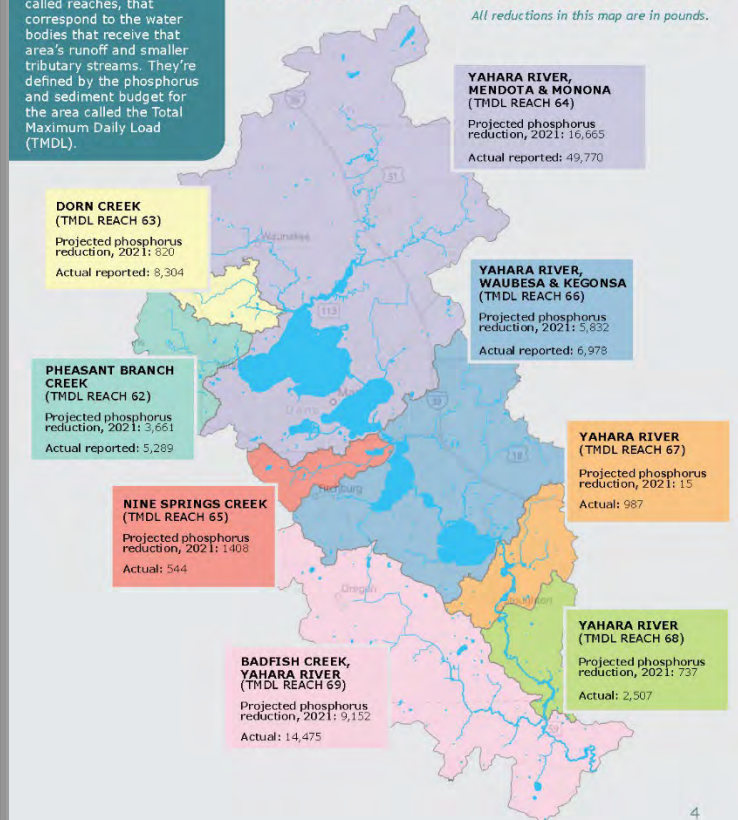 called reaches, that
correspond to the water
bodies that receive that
area's runoff and smaller
tributary streams. They're
defined by the phosphorus
and sediment budget for
the area called the Total
Maximum Daily Load
(TMDL).
All reductions in this map are in pounds.
YAHARA RIVER,
MENDOTA & MONONA
(TMDL REACH 64)
Projected phosphorus
reduction, 2021: 16,665
Actual reported: 49,770
51
DORN CREEK
(TMDL REACH 63)
Projected phosphorus
reduction, 2021: 820
Actual reported: 8,304
Waunakee
YAHARA RIVER,
WAUBESA & KEGONSA
(TMDL REACH 66)
Projected phosphorus
reduction, 2021: 5,832
Actual reported: 6,978
113
PHEASANT BRANCH
CREEK
(TMDL REACH 62)
Projected phosphorus
reduction, 2021: 3,661
Actual reported: 5,289
Dane
18
YAHARA RIVER
(TMDL REACH 67)
Projected phosphorus
reduction, 2021: 15
Actual: 987
NINE SPRINGS CREEK
(TMDL REACH 65)
Projected phosphorus
reduction, 2021: 1408
Actual: 544
Fitchburg
Oregon
YAHARA RIVER
(TMDL REACH 68)
Projected phosphorus
reduction, 2021: 737
Actual: 2,507
BADFISH CREEK,
YAHARA RIVER
(TMDL REACH 69)
Projected phosphorus
reduction, 2021: 9,152
Actual: 14,475
4